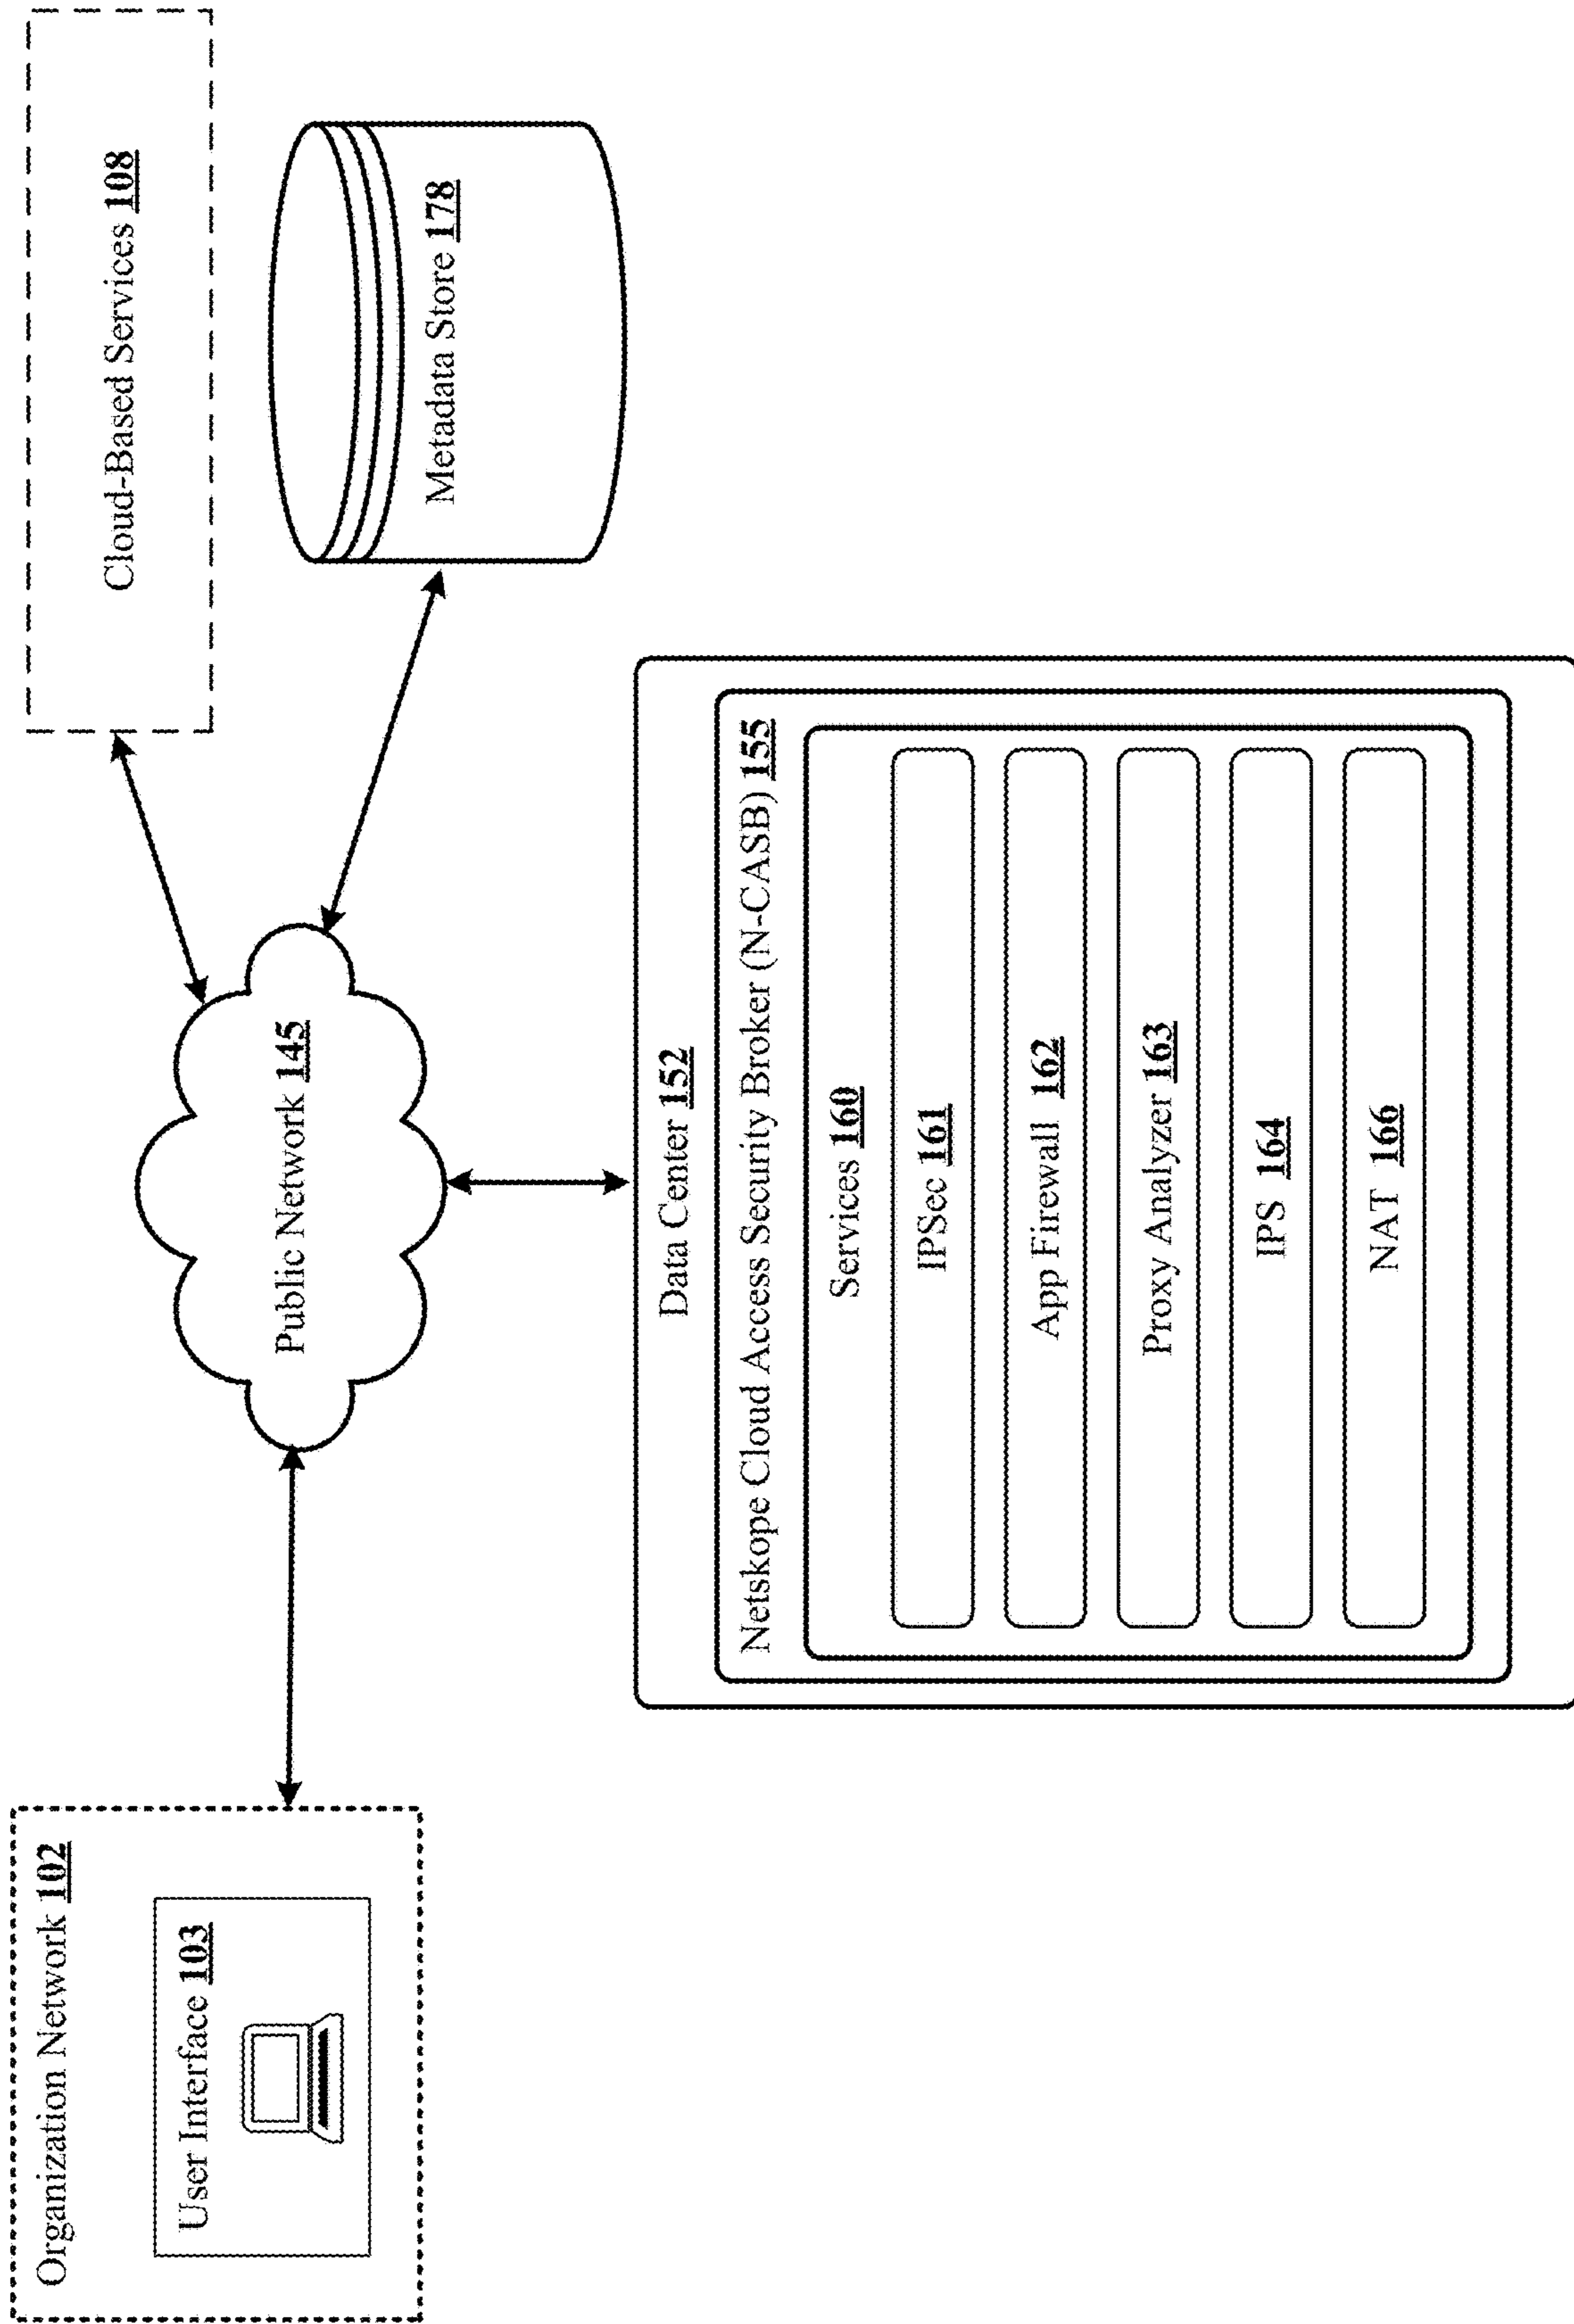 Organization Network 102
User Interface 103
Public Network 145
Cloud-Based Services 108
Metadata Store 178
Data Center 152
Netskope Cloud Access Security Broker (N-CASB) 155
Services 160
IPSec 161
App Firewall 162
Proxy Analyzer 163
IPS 164
NAT 166